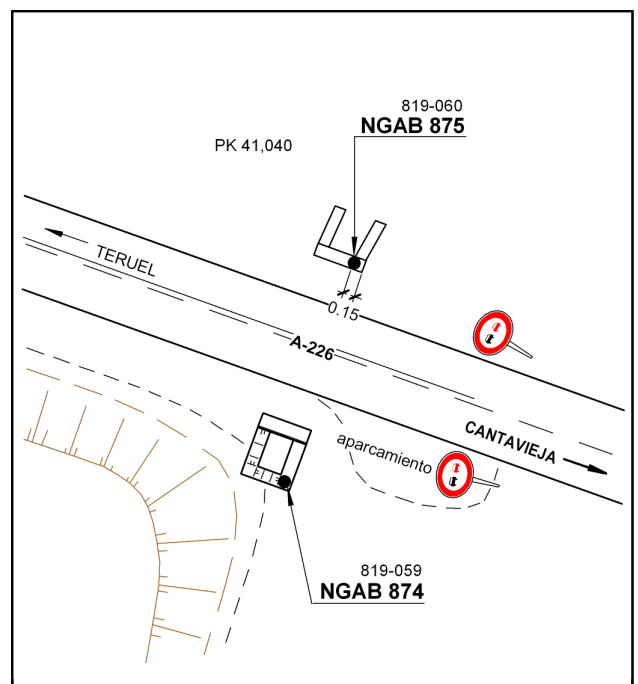 819-060
NGAB 875
PK 41,040
TERUEL
0.15
A-226
CANTAVIEJA
aparcamiento
819-059
NGAB 874